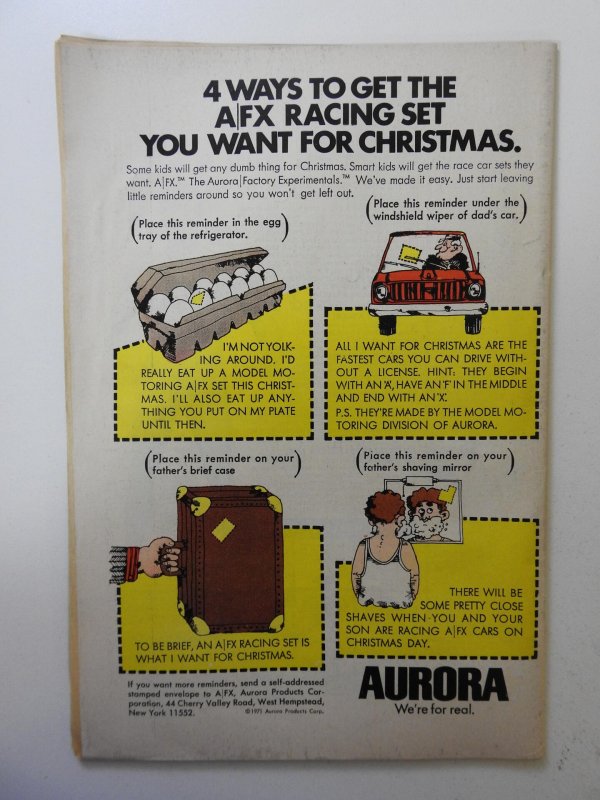 4 WAYS TO GET THE
A|FX RACING SET
YOU WANT FOR CHRISTMAS.
Some kids will get any dumb thing for Christmas. Smart kids will get the race car sets they
want. A|FX.™ The Aurora|Factory Experimentals.™ We've made it easy. Just start leaving
little reminders around so you won't get left out.
(Place this reminder in the egg
tray of the refrigerator.)
I'M NOT YOLK-
ING AROUND. I'D
REALLY EAT UP A MODEL MO-
TORING A|FX SET THIS CHRIST-
MAS. I'LL ALSO EAT UP ANY-
THING YOU PUT ON MY PLATE
UNTIL THEN.
(Place this reminder under the
windshield wiper of dad's car.)
ALL I WANT FOR CHRISTMAS ARE THE
FASTEST CARS YOU CAN DRIVE WITH-
OUT A LICENSE. HINT: THEY BEGIN
WITH AN 'A', HAVE AN 'F' IN THE MIDDLE
AND END WITH AN 'X'.
P.S. THEY'RE MADE BY THE MODEL MO-
TORING DIVISION OF AURORA.
(Place this reminder on your
father's brief case)
TO BE BRIEF, AN A|FX RACING SET IS
WHAT I WANT FOR CHRISTMAS.
(Place this reminder on your
father's shaving mirror)
THERE WILL BE
SOME PRETTY CLOSE
SHAVES WHEN YOU AND YOUR
SON ARE RACING A|FX CARS ON
CHRISTMAS DAY.
If you want more reminders, send a self-addressed
stamped envelope to A|FX, Aurora Products Cor-
poration, 44 Cherry Valley Road, West Hempstead,
New York 11552. ©1975 Aurora Products Corp.
AURORA
We're for real.